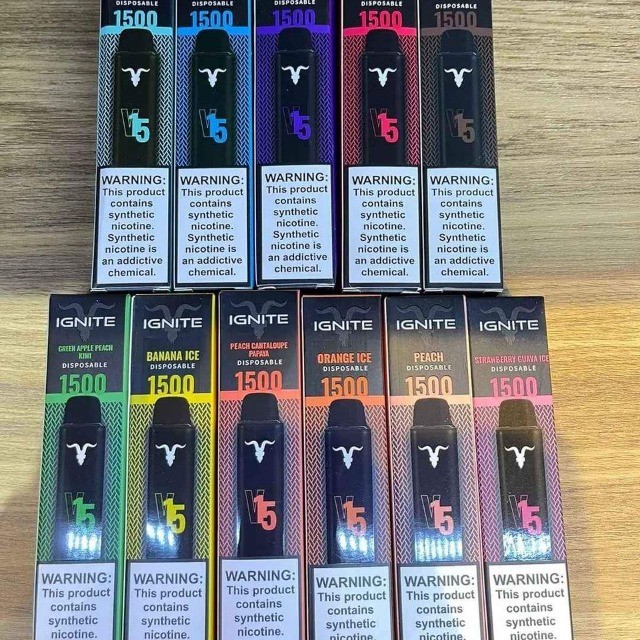 DISPOSABLE
1500
V15
WARNING:
This product
contains
synthetic
nicotine.
Synthetic
nicotine is
an addictive
chemical.
DISPOSABLE
1500
V15
WARNING:
This product
contains
synthetic
nicotine.
Synthetic
nicotine is
an addictive
chemical.
DISPOSABLE
1500
V15
WARNING:
This product
contains
synthetic
nicotine.
Synthetic
nicotine is
an addictive
chemical.
DISPOSABLE
1500
V15
WARNING:
This product
contains
synthetic
nicotine.
Synthetic
nicotine is
an addictive
chemical.
DISPOSABLE
1500
V15
WARNING:
This product
contains
synthetic
nicotine.
Synthetic
nicotine is
an addictive
chemical.
IGNITE
GREEN APPLE PEACH
KIWI
DISPOSABLE
1500
V15
WARNING:
This product
contains
synthetic
nicotine.
IGNITE
BANANA ICE
DISPOSABLE
1500
V15
WARNING:
This product
contains
synthetic
nicotine.
IGNITE
PEACH CANTALOUPE
PAPAYA
DISPOSABLE
1500
V15
WARNING:
This product
contains
synthetic
nicotine.
IGNITE
ORANGE ICE
DISPOSABLE
1500
V15
WARNING:
This product
contains
synthetic
nicotine.
IGNITE
PEACH
DISPOSABLE
1500
V15
WARNING:
This product
contains
synthetic
nicotine.
IGNITE
STRAWBERRY GUAVA ICE
DISPOSABLE
1500
V15
WARNING:
This product
contains
synthetic
nicotine.